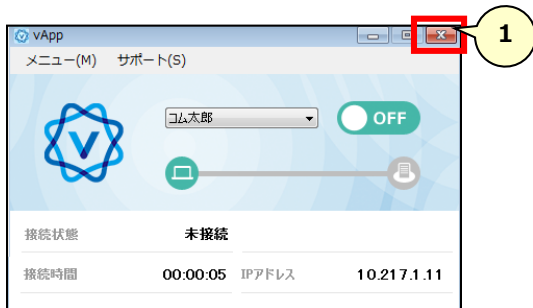 vApp
1
メニュー(M) サポート(S)
コム太郎
OFF
接続状態 未接続
接続時間 00:00:05 IPアドレス 10.217.1.11